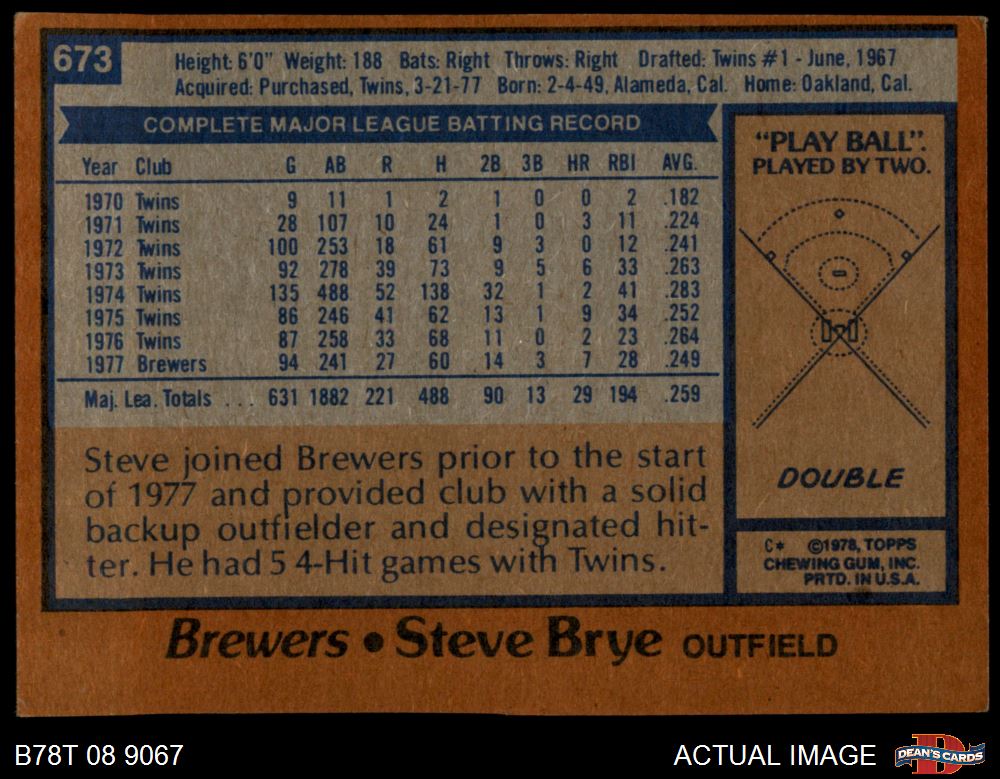 673
Height: 6'0" Weight: 188 Bats: Right Throws: Right Drafted: Twins #1 - June, 1967
Acquired: Purchased, Twins, 3-21-77 Born: 2-4-49, Alameda, Cal. Home: Oakland, Cal.
COMPLETE MAJOR LEAGUE BATTING RECORD
Year Club G AB R H 2B 3B HR RBI AVG.
1970 Twins 9 11 1 2 1 0 0 2 .182
1971 Twins 28 107 10 24 1 0 3 11 .224
1972 Twins 100 253 18 61 9 3 0 12 .241
1973 Twins 92 278 39 73 9 5 6 33 .263
1974 Twins 135 488 52 138 32 1 2 41 .283
1975 Twins 86 246 41 62 13 1 9 34 .252
1976 Twins 87 258 33 68 11 0 2 23 .264
1977 Brewers 94 241 27 60 14 3 7 28 .249
Maj. Lea. Totals . . . 631 1882 221 488 90 13 29 194 .259
Steve joined Brewers prior to the start
of 1977 and provided club with a solid
backup outfielder and designated hit-
ter. He had 5 4-Hit games with Twins.
"PLAY BALL":
PLAYED BY TWO.
DOUBLE
C* ©1978, TOPPS
CHEWING GUM, INC.
PRTD. IN U.S.A.
Brewers • Steve Brye OUTFIELD
B78T 08 9067
ACTUAL IMAGE
DEAN'S CARDS